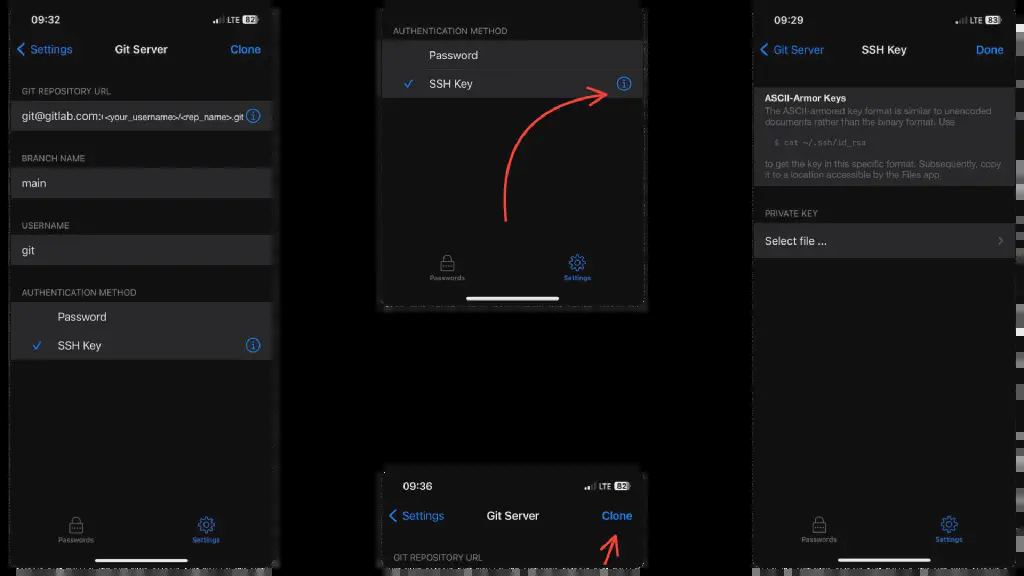 09:32
LTE 82
Settings
Git Server
Clone
GIT REPOSITORY URL
git@gitlab.com:<your_username>/<rep_name>.git
BRANCH NAME
main
USERNAME
git
AUTHENTICATION METHOD
Password
SSH Key
Passwords
Settings
AUTHENTICATION METHOD
Password
SSH Key
Passwords
Settings
09:36
LTE 82
Settings
Git Server
Clone
GIT REPOSITORY URL
09:29
LTE 83
Git Server
SSH Key
Done
ASCII-Armor Keys
The ASCII-armored key format is similar to unencoded
documents rather than the binary format. Use
$ cat ~/.ssh/id_rsa
to get the key in this specific format. Subsequently, copy
it to a location accessible by the Files app
PRIVATE KEY
Select file ...
Passwords
Settings